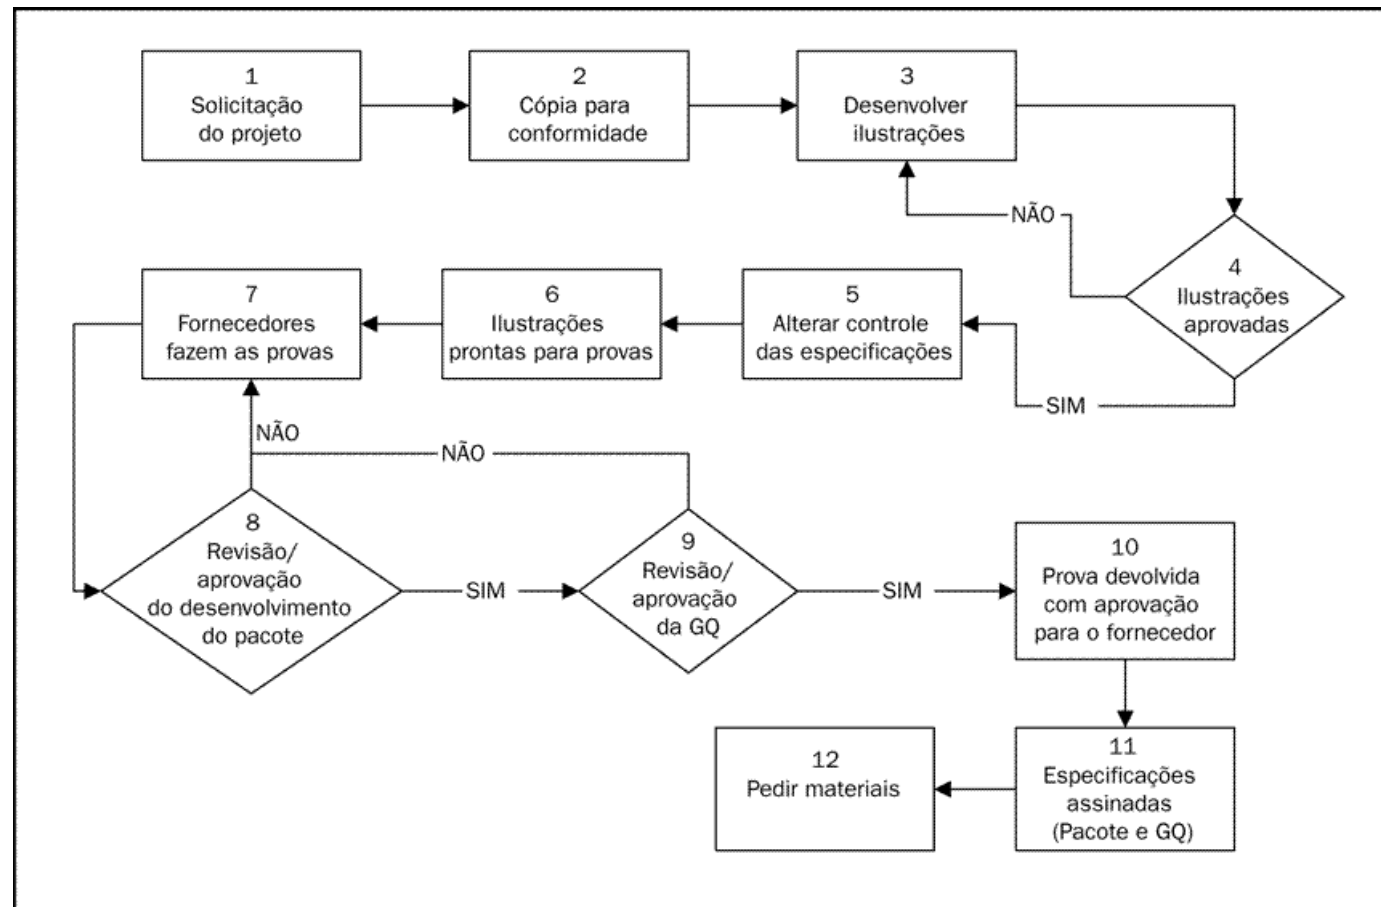 1
Solicitação
do projeto
2
Cópia para
conformidade
3
Desenvolver
ilustrações
NÃO
4
Ilustrações
aprovadas
SIM
5
Alterar controle
das especificações
6
Ilustrações
prontas para provas
7
Fornecedores
fazem as provas
NÃO
NÃO
8
Revisão/
aprovação
do desenvolvimento
do pacote
SIM
9
Revisão/
aprovação
da GQ
SIM
10
Prova devolvida
com aprovação
para o fornecedor
11
Especificações
assinadas
(Pacote e GQ)
12
Pedir materiais